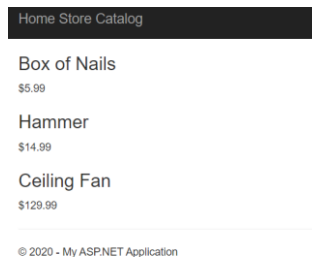 Home Store Catalog
Box of Nails
$5.99
Hammer
$14.99
Ceiling Fan
$129.99
© 2020 - My ASP.NET Application